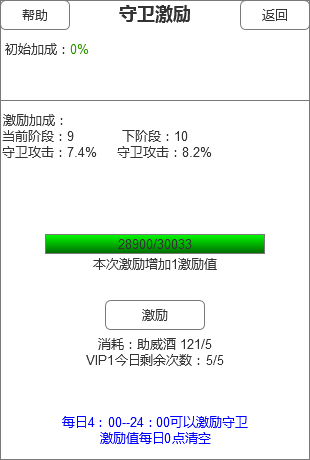 帮助 守卫激励 返回
初始加成：0%
激励加成：
当前阶段：9 下阶段：10
守卫攻击：7.4% 守卫攻击：8.2%
28900/30033
本次激励增加1激励值
激励
消耗：助威酒 121/5
VIP1今日剩余次数：5/5
每日4：00--24：00可以激励守卫
激励值每日0点清空